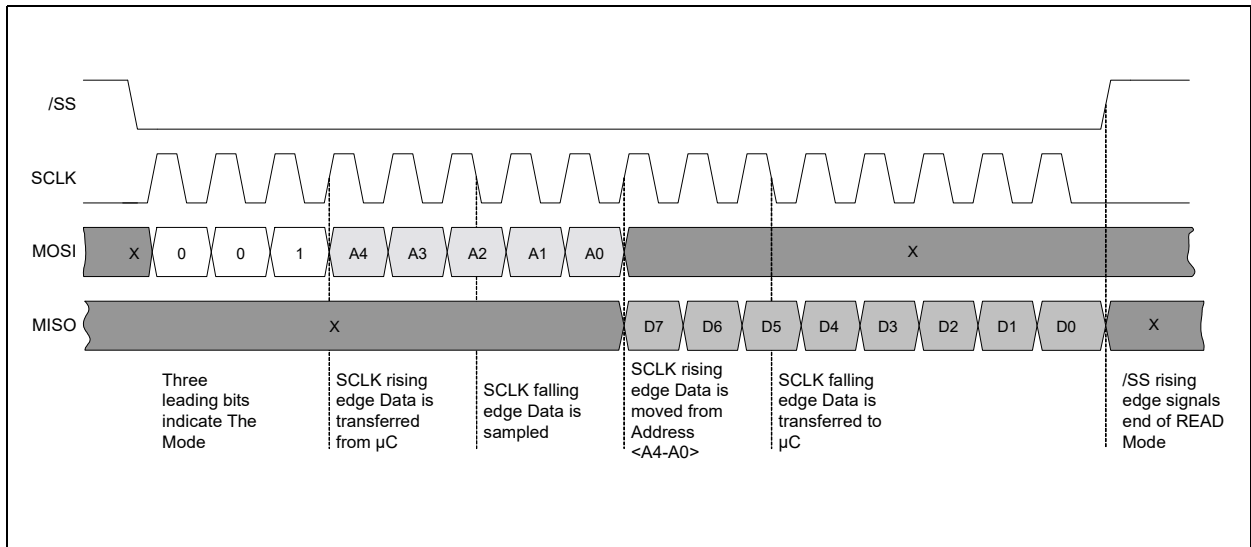 /SS
SCLK
MOSI X 0 0 1 A4 A3 A2 A1 A0 X
MISO X D7 D6 D5 D4 D3 D2 D1 D0 X
Three
leading bits
indicate The
Mode
SCLK rising
edge Data is
transferred
from µC
SCLK falling
edge Data is
sampled
SCLK rising
edge Data is
moved from
Address
<A4-A0>
SCLK falling
edge Data is
transferred to
µC
/SS rising
edge signals
end of READ
Mode